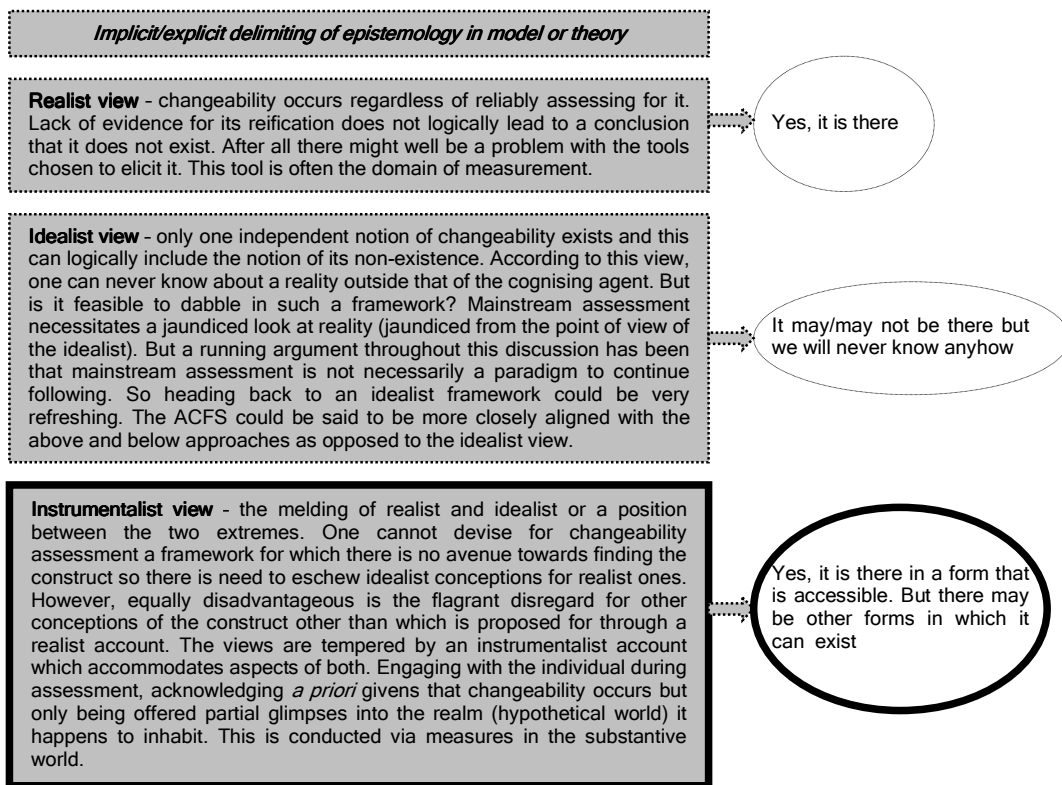 Implicit/explicit delimiting of epistemology in model or theory
Realist view - changeability occurs regardless of reliably assessing for it.
Lack of evidence for its reification does not logically lead to a conclusion
that it does not exist. After all there might well be a problem with the tools
chosen to elicit it. This tool is often the domain of measurement.
Yes, it is there
Idealist view - only one independent notion of changeability exists and this
can logically include the notion of its non-existence. According to this view,
one can never know about a reality outside that of the cognising agent. But
is it feasible to dabble in such a framework? Mainstream assessment
necessitates a jaundiced look at reality (jaundiced from the point of view of
the idealist). But a running argument throughout this discussion has been
that mainstream assessment is not necessarily a paradigm to continue
following. So heading back to an idealist framework could be very
refreshing. The ACFS could be said to be more closely aligned with the
above and below approaches as opposed to the idealist view.
It may/may not be there but
we will never know anyhow
Instrumentalist view - the melding of realist and idealist or a position
between the two extremes. One cannot devise for changeability
assessment a framework for which there is no avenue towards finding the
construct so there is need to eschew idealist conceptions for realist ones.
However, equally disadvantageous is the flagrant disregard for other
conceptions of the construct other than which is proposed for through a
realist account. The views are tempered by an instrumentalist account
which accommodates aspects of both. Engaging with the individual during
assessment, acknowledging a priori givens that changeability occurs but
only being offered partial glimpses into the realm (hypothetical world) it
happens to inhabit. This is conducted via measures in the substantive
world.
Yes, it is there in a form that
is accessible. But there may
be other forms in which it
can exist